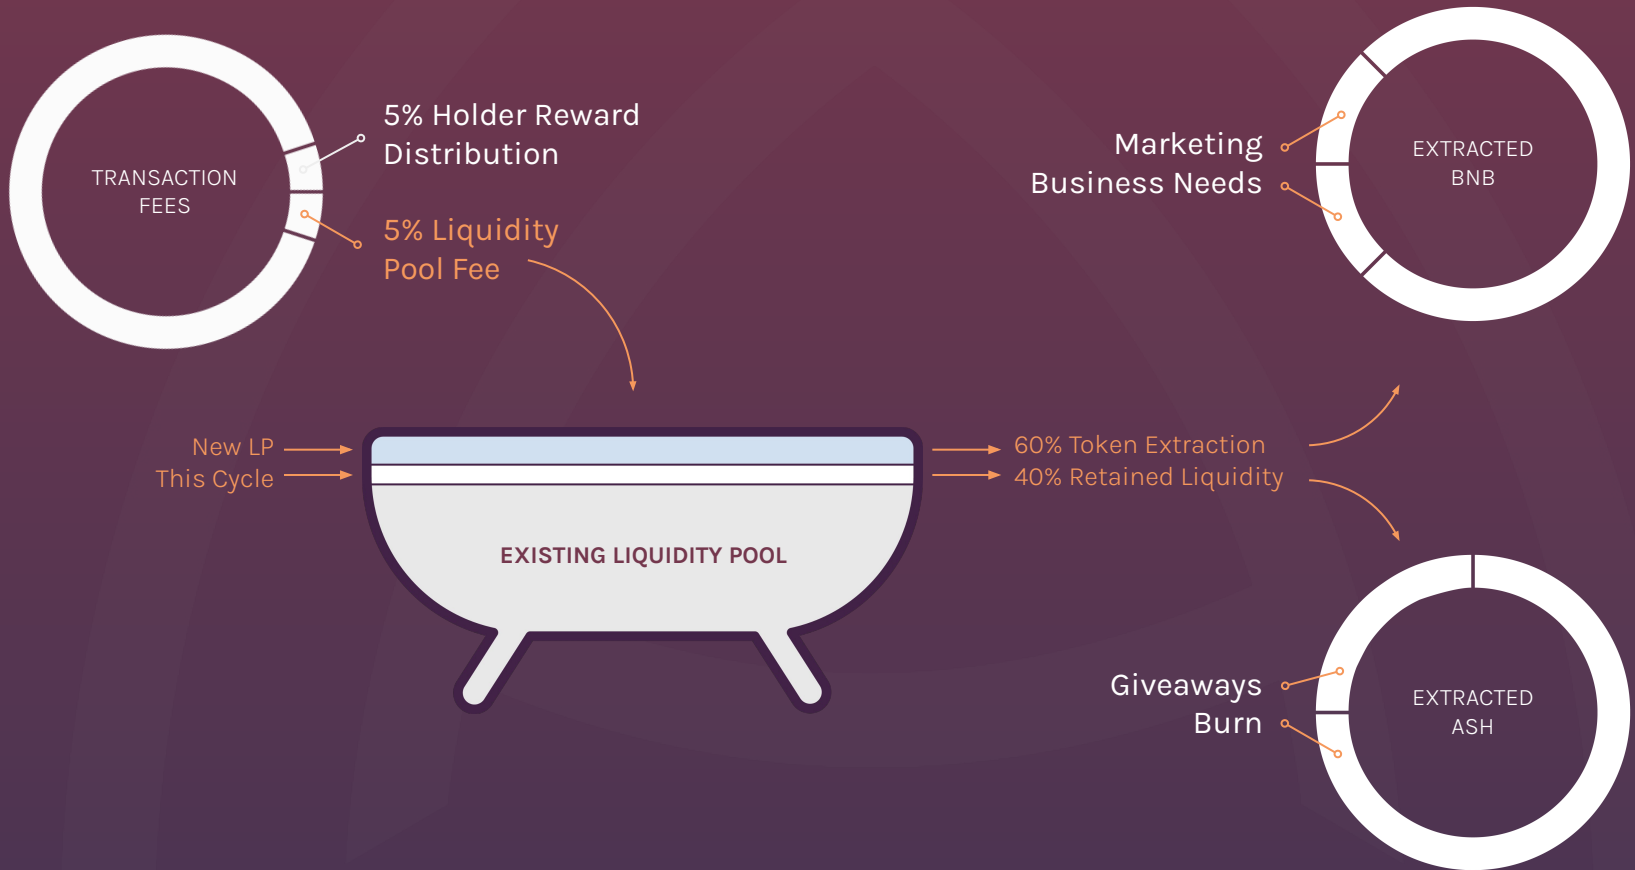 TRANSACTION
FEES
5% Holder Reward
Distribution
5% Liquidity
Pool Fee
Marketing
Business Needs
EXTRACTED
BNB
New LP
This Cycle
60% Token Extraction
40% Retained Liquidity
EXISTING LIQUIDITY POOL
Giveaways
Burn
EXTRACTED
ASH